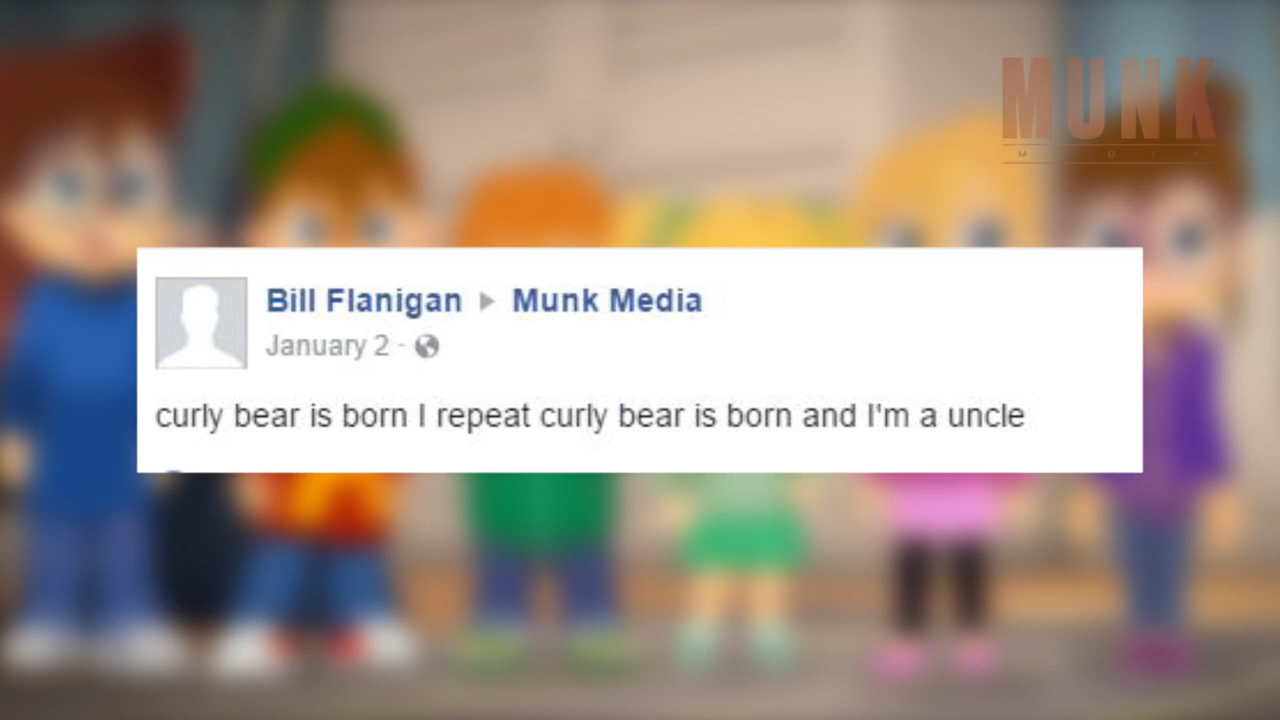 MUNK
M E D I A
Bill Flanigan ▸ Munk Media
January 2 ·
curly bear is born I repeat curly bear is born and I'm a uncle